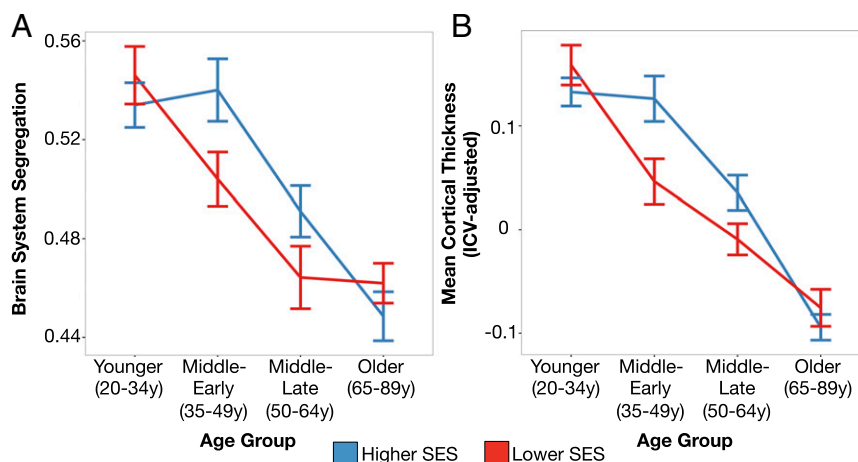 A
B
Brain System Segregation
0.56
0.52
0.48
0.44
Younger
(20-34y)
Middle-
Early
(35-49y)
Middle-
Late
(50-64y)
Older
(65-89y)
Age Group
Mean Cortical Thickness
(ICV-adjusted)
0.1
0
-0.1
Younger
(20-34y)
Middle-
Early
(35-49y)
Middle-
Late
(50-64y)
Older
(65-89y)
Age Group
Higher SES
Lower SES